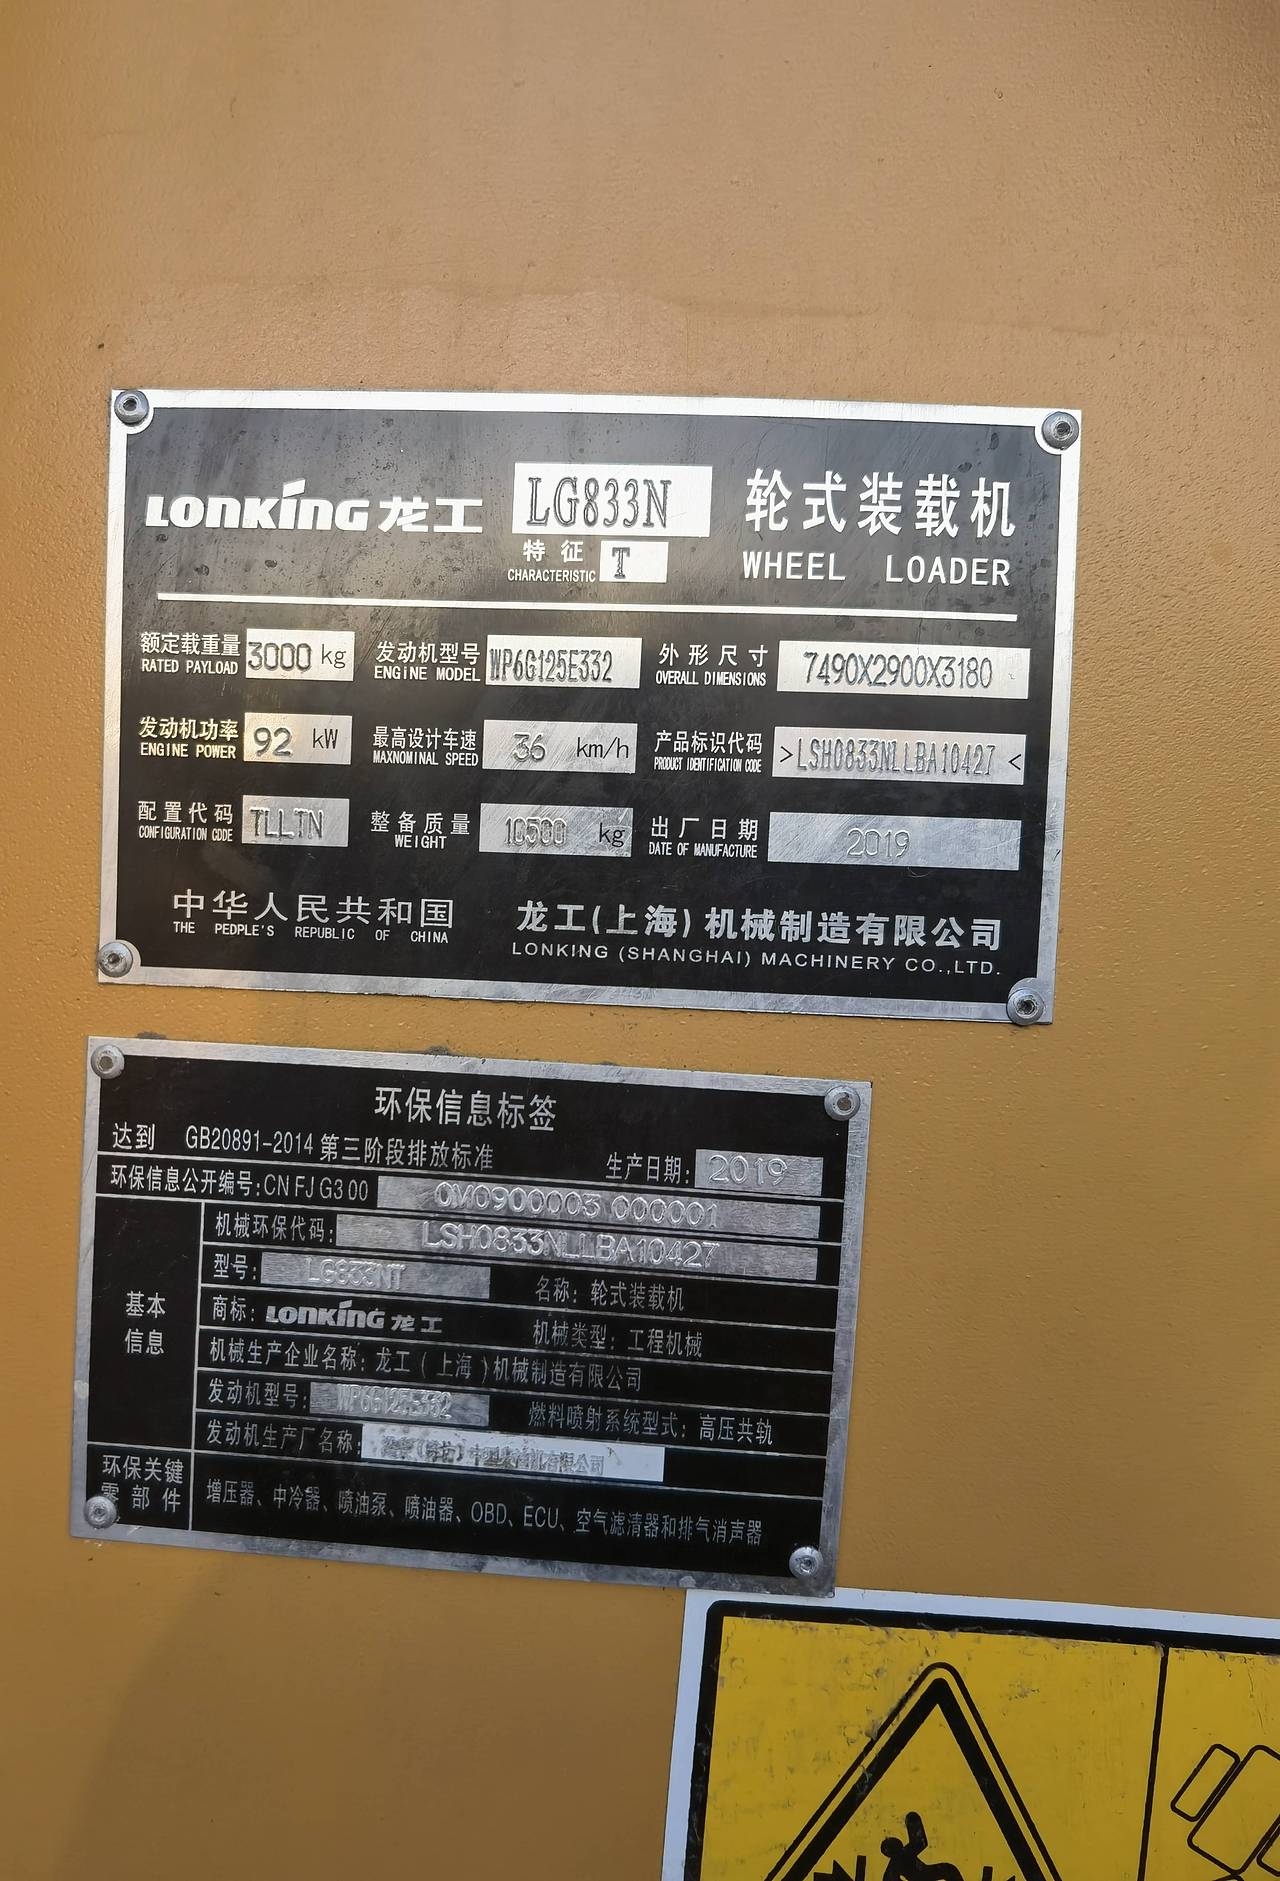 LONKING 龙工 LG833N 轮式装载机
特征 T
CHARACTERISTIC
WHEEL LOADER
额定载重量 3000 kg 发动机型号 WP6G125E332 外形尺寸 7490X2900X3180
RATED PAYLOAD ENGINE MODEL OVERALL DIMENSIONS
发动机功率 92 kW 最高设计车速 36 km/h 产品标识代码 >LSH0833NLLBA10427<
ENGINE POWER MAXNOMINAL SPEED PRODUCT IDENTIFICATION CODE
配置代码 TLLTN 整备质量 10500 kg 出厂日期 2019
CONFIGURATION CODE WEIGHT DATE OF MANUFACTURE
中华人民共和国 龙工(上海)机械制造有限公司
THE PEOPLE'S REPUBLIC OF CHINA LONKING (SHANGHAI) MACHINERY CO.,LTD.
环保信息标签
达到 GB20891-2014 第三阶段排放标准 生产日期: 2019
环保信息公开编号:CN FJ G3 00 0M0900003 000001
基本信息
机械环保代码: LSH0833NLLBA10427
型号: LG833NT 名称: 轮式装载机
商标: LONKING 龙工 机械类型: 工程机械
机械生产企业名称: 龙工(上海)机械制造有限公司
发动机型号: WP6G125E332 燃料喷射系统型式: 高压共轨
发动机生产厂名称: 有限公司
环保关键零部件
增压器、中冷器、喷油泵、喷油器、OBD、ECU、空气滤清器和排气消声器